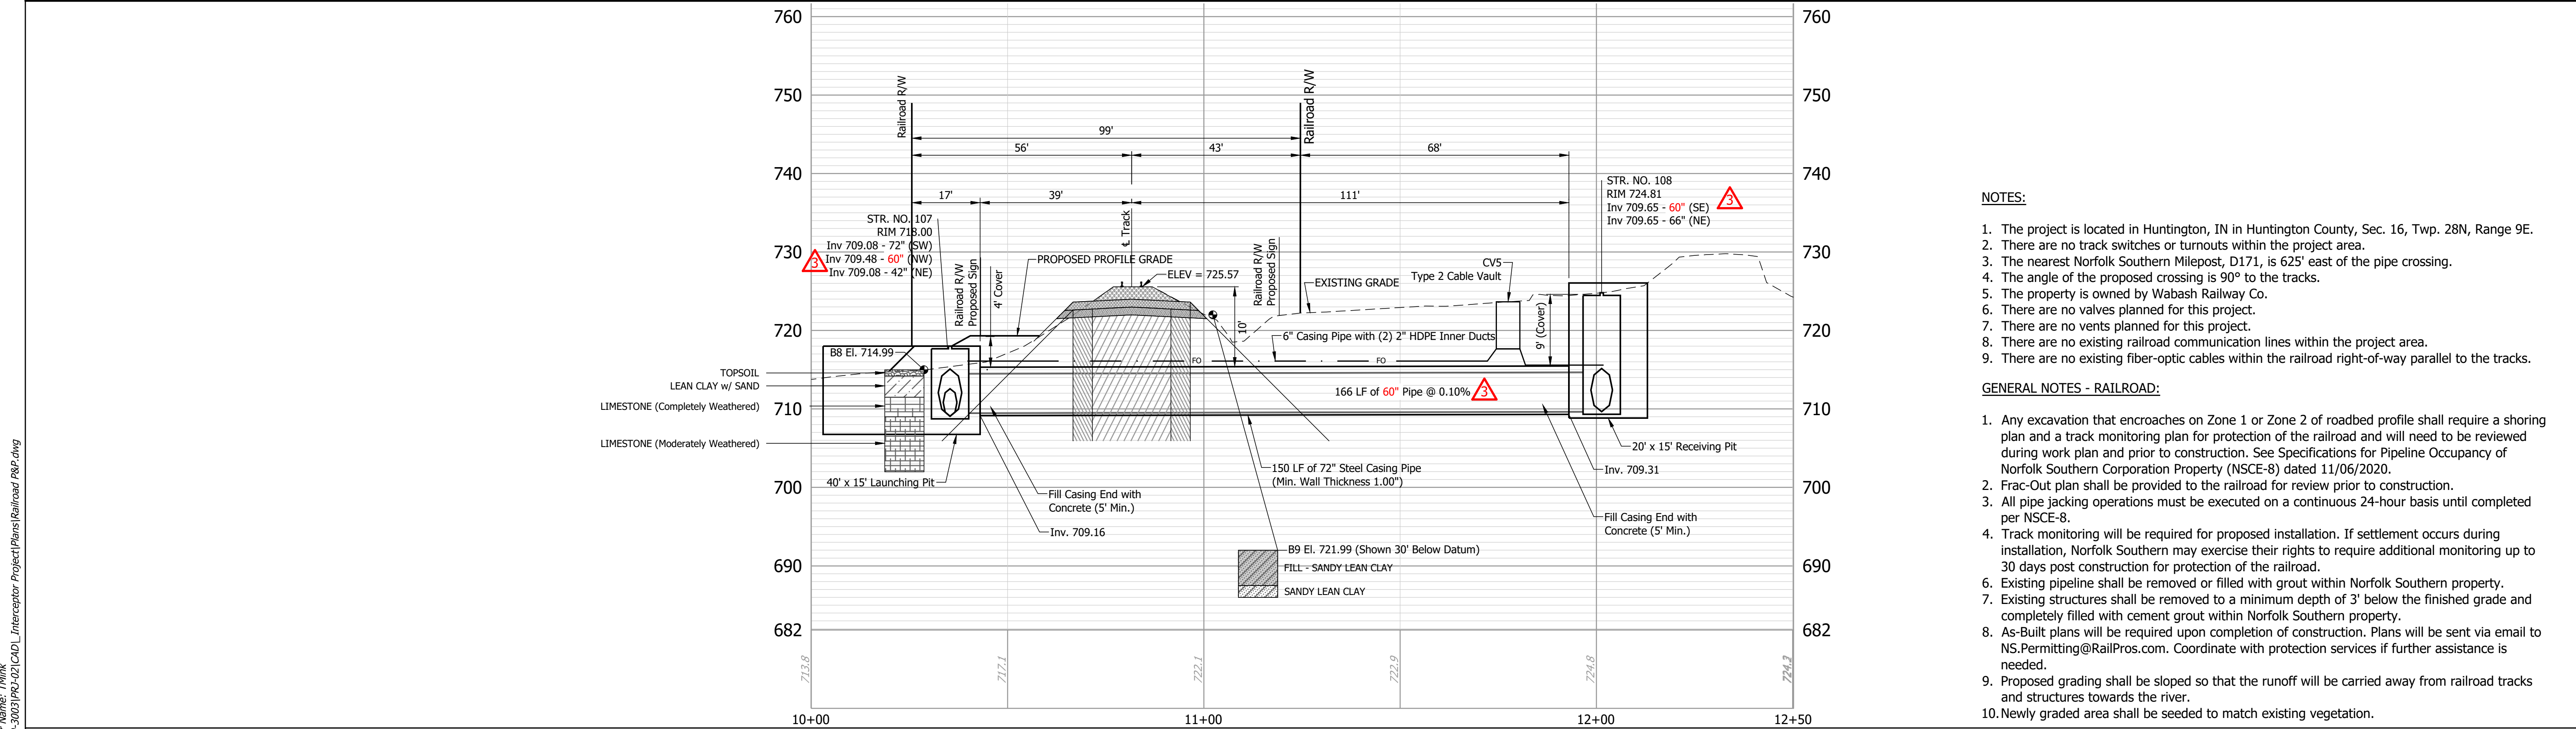 760
750
740
730
720
710
700
690
682
760
750
740
730
720
710
700
690
682
Railroad R/W
Railroad R/W
99'
56'
43'
68'
17'
39'
111'
STR. NO. 107
RIM 718.00
Inv 709.08 - 72" (SW)
Inv 709.48 - 60" (NW)
Inv 709.08 - 42" (NE)
3
Railroad R/W
Proposed Sign
4' Cover
PROPOSED PROFILE GRADE
℄ Track
ELEV = 725.57
10'
Railroad R/W
Proposed Sign
EXISTING GRADE
CV5
Type 2 Cable Vault
9' (Cover)
STR. NO. 108
RIM 724.81
Inv 709.65 - 60" (SE)
Inv 709.65 - 66" (NE)
3
6" Casing Pipe with (2) 2" HDPE Inner Ducts
FO
FO
B8 El. 714.99
TOPSOIL
LEAN CLAY w/ SAND
LIMESTONE (Completely Weathered)
LIMESTONE (Moderately Weathered)
40' x 15' Launching Pit
166 LF of 60" Pipe @ 0.10%
3
150 LF of 72" Steel Casing Pipe
(Min. Wall Thickness 1.00")
Fill Casing End with
Concrete (5' Min.)
Inv. 709.16
20' x 15' Receiving Pit
Inv. 709.31
Fill Casing End with
Concrete (5' Min.)
B9 El. 721.99 (Shown 30' Below Datum)
FILL - SANDY LEAN CLAY
SANDY LEAN CLAY
713.8
717.1
722.1
722.9
724.8
10+00
11+00
12+00
12+50
NOTES:
1. The project is located in Huntington, IN in Huntington County, Sec. 16, Twp. 28N, Range 9E.
2. There are no track switches or turnouts within the project area.
3. The nearest Norfolk Southern Milepost, D171, is 625' east of the pipe crossing.
4. The angle of the proposed crossing is 90° to the tracks.
5. The property is owned by Wabash Railway Co.
6. There are no valves planned for this project.
7. There are no vents planned for this project.
8. There are no existing railroad communication lines within the project area.
9. There are no existing fiber-optic cables within the railroad right-of-way parallel to the tracks.
GENERAL NOTES - RAILROAD:
1. Any excavation that encroaches on Zone 1 or Zone 2 of roadbed profile shall require a shoring
plan and a track monitoring plan for protection of the railroad and will need to be reviewed
during work plan and prior to construction. See Specifications for Pipeline Occupancy of
Norfolk Southern Corporation Property (NSCE-8) dated 11/06/2020.
2. Frac-Out plan shall be provided to the railroad for review prior to construction.
3. All pipe jacking operations must be executed on a continuous 24-hour basis until completed
per NSCE-8.
4. Track monitoring will be required for proposed installation. If settlement occurs during
installation, Norfolk Southern may exercise their rights to require additional monitoring up to
30 days post construction for protection of the railroad.
6. Existing pipeline shall be removed or filled with grout within Norfolk Southern property.
7. Existing structures shall be removed to a minimum depth of 3' below the finished grade and
completely filled with cement grout within Norfolk Southern property.
8. As-Built plans will be required upon completion of construction. Plans will be sent via email to
NS.Permitting@RailPros.com. Coordinate with protection services if further assistance is
needed.
9. Proposed grading shall be sloped so that the runoff will be carried away from railroad tracks
and structures towards the river.
10. Newly graded area shall be seeded to match existing vegetation.
Name: TMink
-3003\PRJ-02\CAD\_Interceptor Project\Plans\Railroad P&P.dwg